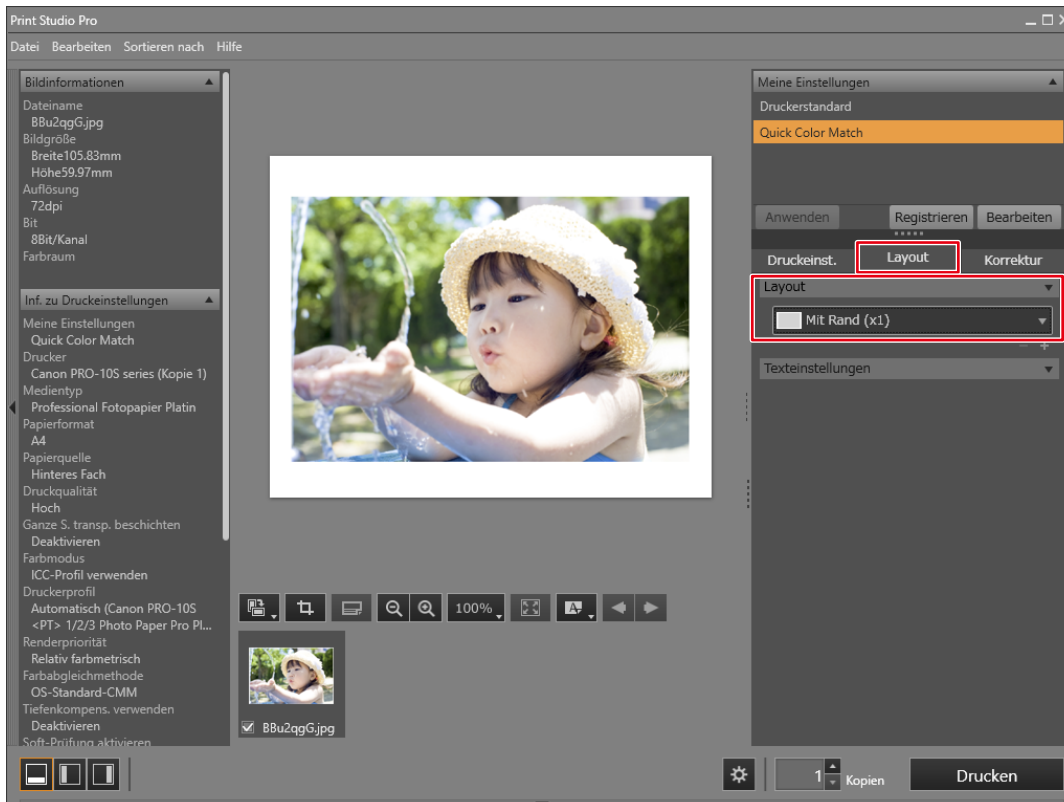 Print Studio Pro
Datei Bearbeiten Sortieren nach Hilfe
Bildinformationen
Dateiname
BBu2qgG.jpg
Bildgröße
Breite105.83mm
Höhe59.97mm
Auflösung
72dpi
Bit
8Bit/Kanal
Farbraum
Inf. zu Druckeinstellungen
Meine Einstellungen
Quick Color Match
Drucker
Canon PRO-10S series (Kopie 1)
Medientyp
Professional Fotopapier Platin
Papierformat
A4
Papierquelle
Hinteres Fach
Druckqualität
Hoch
Ganze S. transp. beschichten
Deaktivieren
Farbmodus
ICC-Profil verwenden
Druckerprofil
Automatisch (Canon PRO-10S
<PT> 1/2/3 Photo Paper Pro Pl...
Renderpriorität
Relativ farbmetrisch
Farbabgleichmethode
OS-Standard-CMM
Tiefenkompens. verwenden
Deaktivieren
Soft-Prüfung aktivieren
100%
A
BBu2qgG.jpg
Meine Einstellungen
Druckerstandard
Quick Color Match
Anwenden Registrieren Bearbeiten
Druckeinst. Layout Korrektur
Layout
Mit Rand (x1)
Texteinstellungen
1 Kopien Drucken